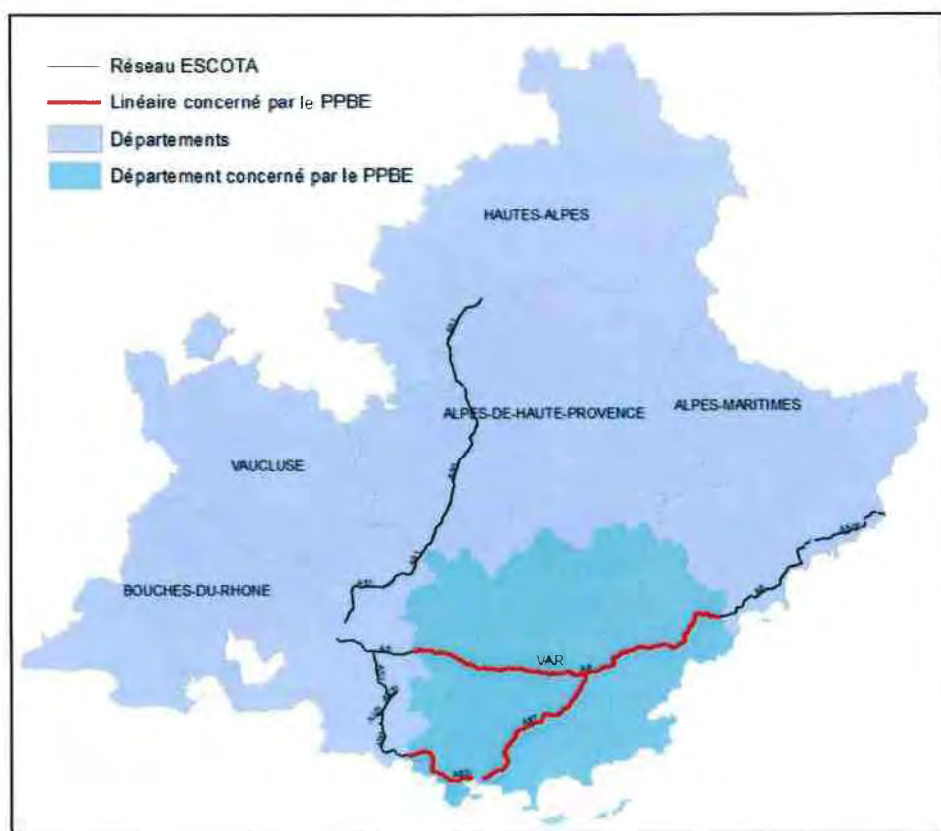 Réseau ESCOTA
Linéaire concerné par le PPBE
Départements
Département concerné par le PPBE
HAUTES-ALPES
ALPES-DE-HAUTE-PROVENCE
ALPES-MARITIMES
VAUCLUSE
BOUCHES-DU-RHONE
VAR